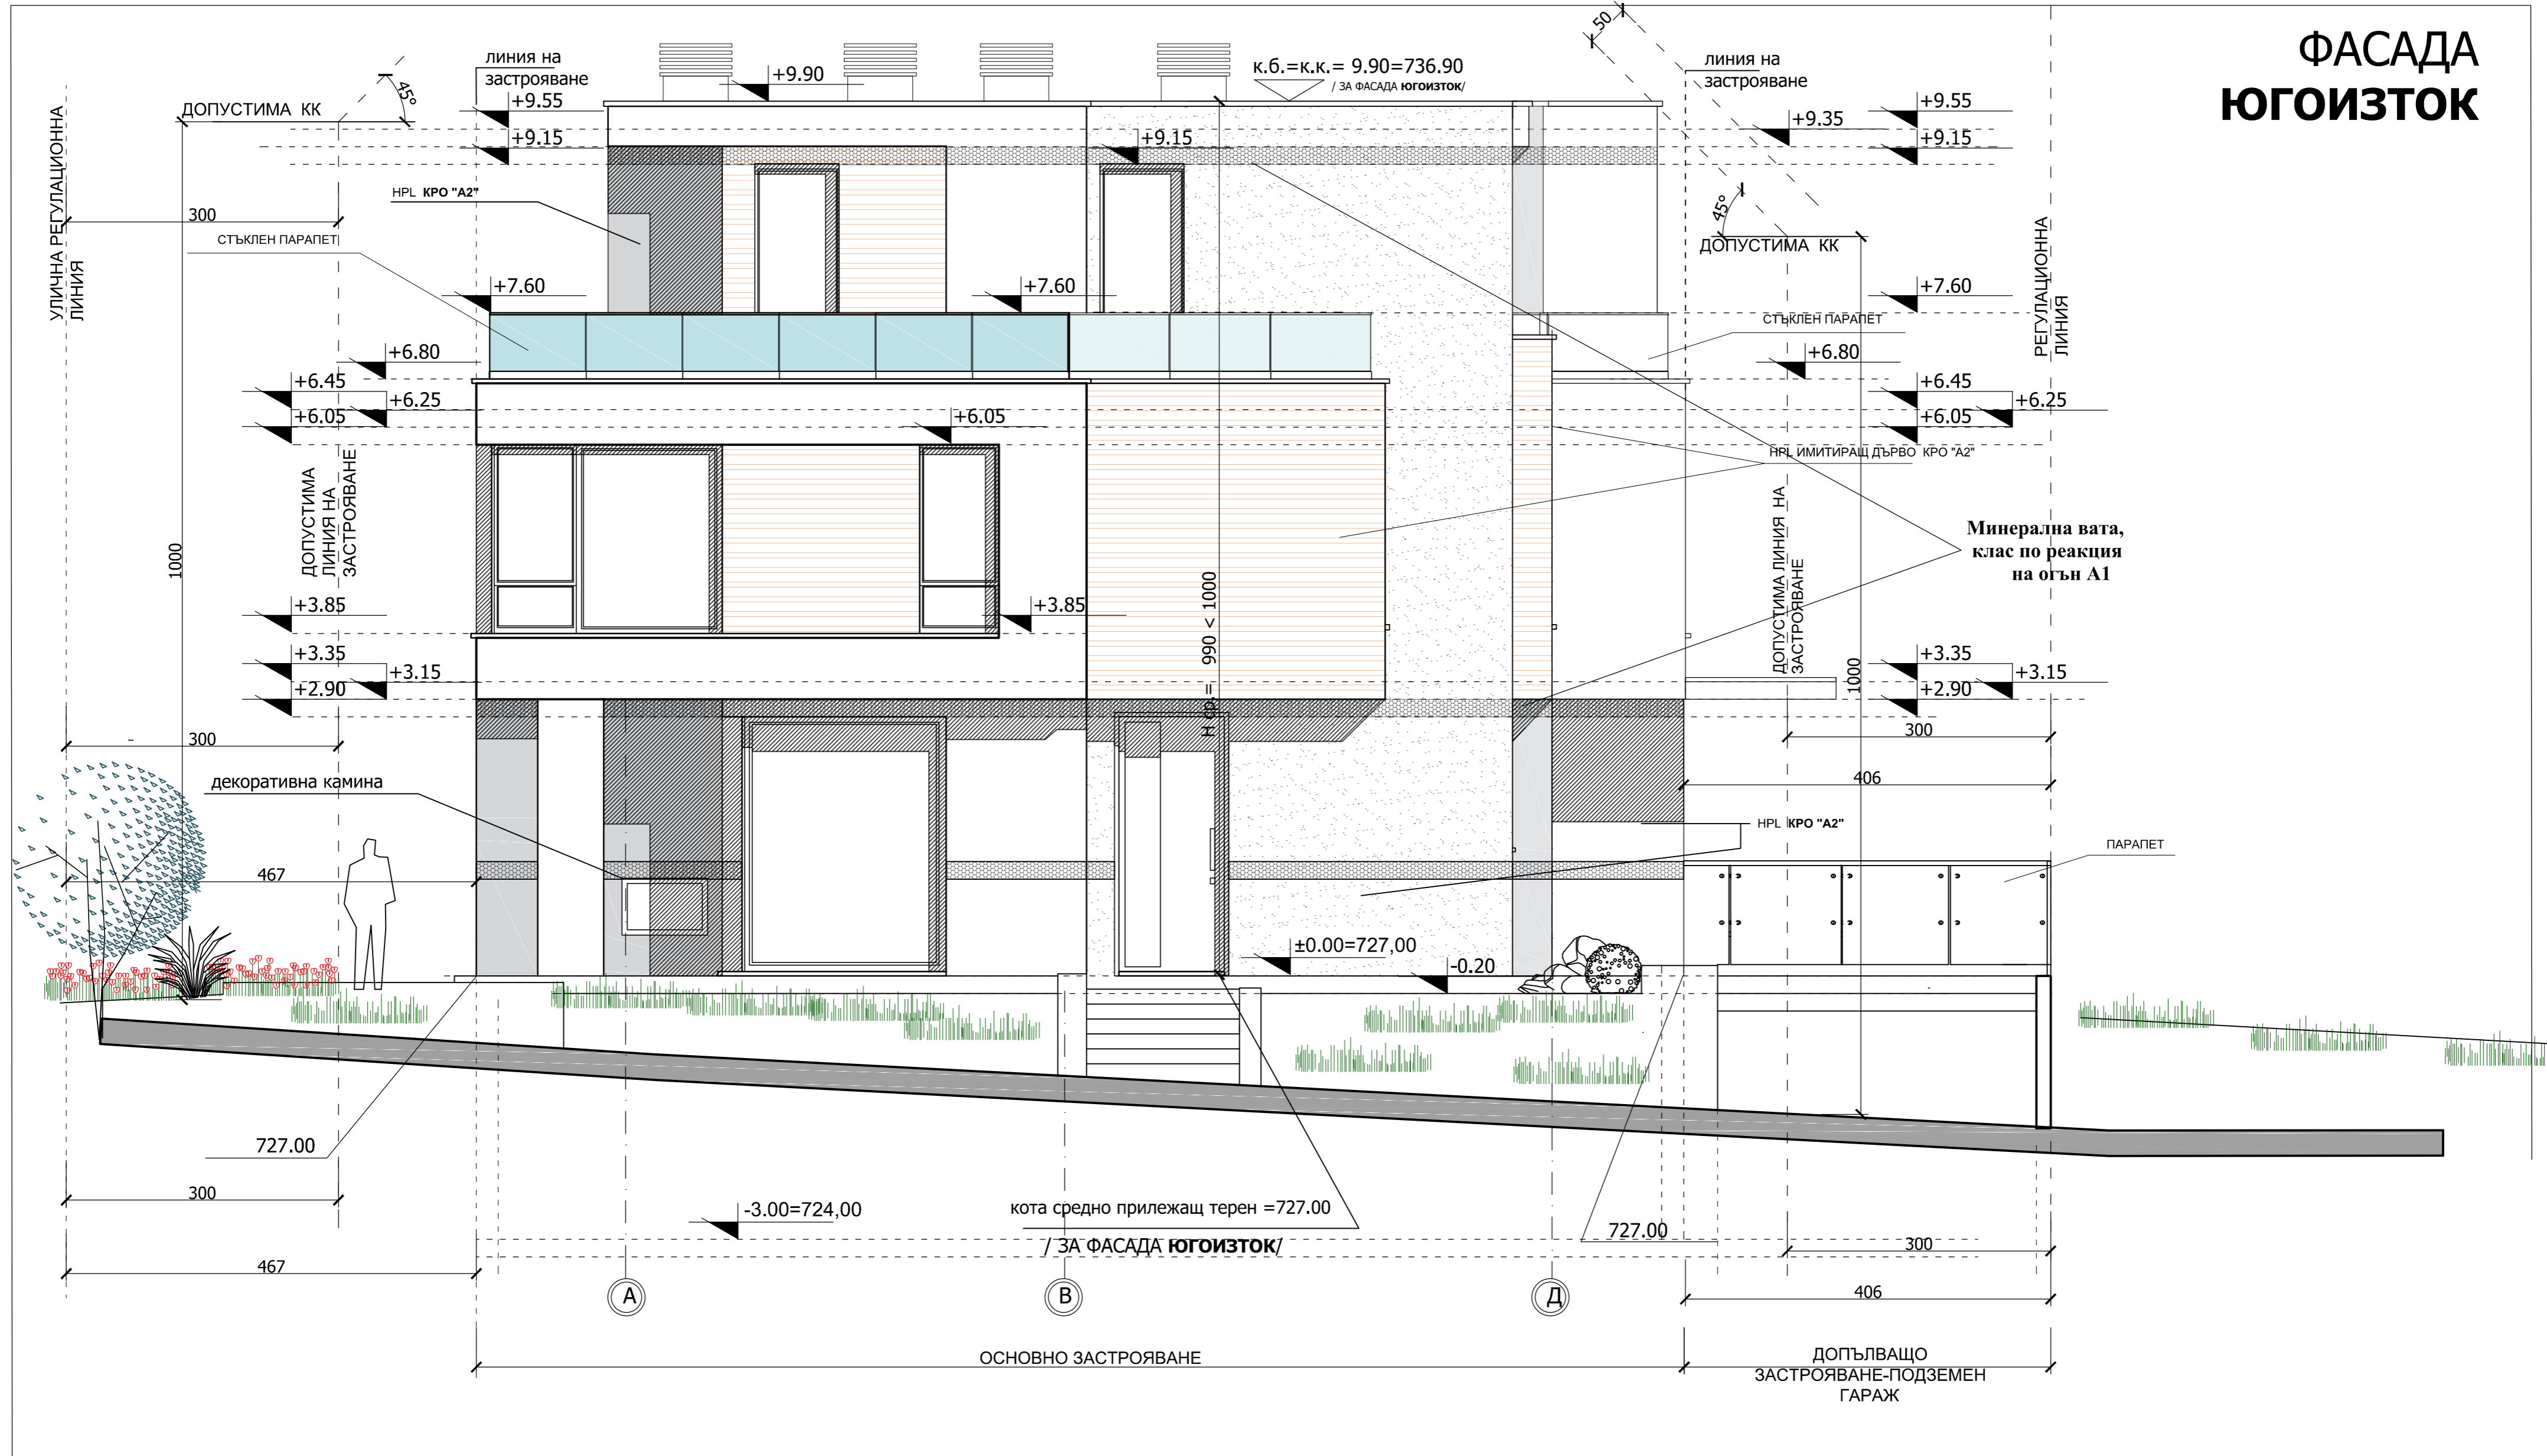 ФАСАДА
ЮГОИЗТОК
линия на
застрояване
+9.90
к.б.=к.к.= 9.90=736.90
/ ЗА ФАСАДА ЮГОИЗТОК/
50
линия на
застрояване
45°
ДОПУСТИМА КК
+9.55
+9.15
+9.15
+9.35
+9.55
+9.15
УЛИЧНА РЕГУЛАЦИОННА
ЛИНИЯ
HPL КРО "А2"
300
СТЪКЛЕН ПАРАПЕТ
45°
ДОПУСТИМА КК
РЕГУЛАЦИОННА
ЛИНИЯ
+7.60
+7.60
+7.60
СТЪКЛЕН ПАРАПЕТ
+6.80
+6.80
+6.45
+6.25
+6.05
+6.05
+6.45
+6.25
+6.05
HPL ИМИТИРАЩ ДЪРВО КРО "А2"
ДОПУСТИМА
ЛИНИЯ НА
ЗАСТРОЯВАНЕ
1000
Минерална вата,
клас по реакция
на огън А1
ДОПУСТИМА ЛИНИЯ НА
ЗАСТРОЯВАНЕ
Н ср.= 990 < 1000
+3.85
+3.85
+3.35
+3.15
+2.90
1000
+3.35
+3.15
+2.90
300
300
декоративна камина
406
HPL КРО "А2"
ПАРАПЕТ
467
±0.00=727,00
-0.20
727.00
300
-3.00=724,00
кота средно прилежащ терен =727.00
/ ЗА ФАСАДА ЮГОИЗТОК/
727.00
300
467
А
В
Д
406
ОСНОВНО ЗАСТРОЯВАНЕ
ДОПЪЛВАЩО
ЗАСТРОЯВАНЕ-ПОДЗЕМЕН
ГАРАЖ